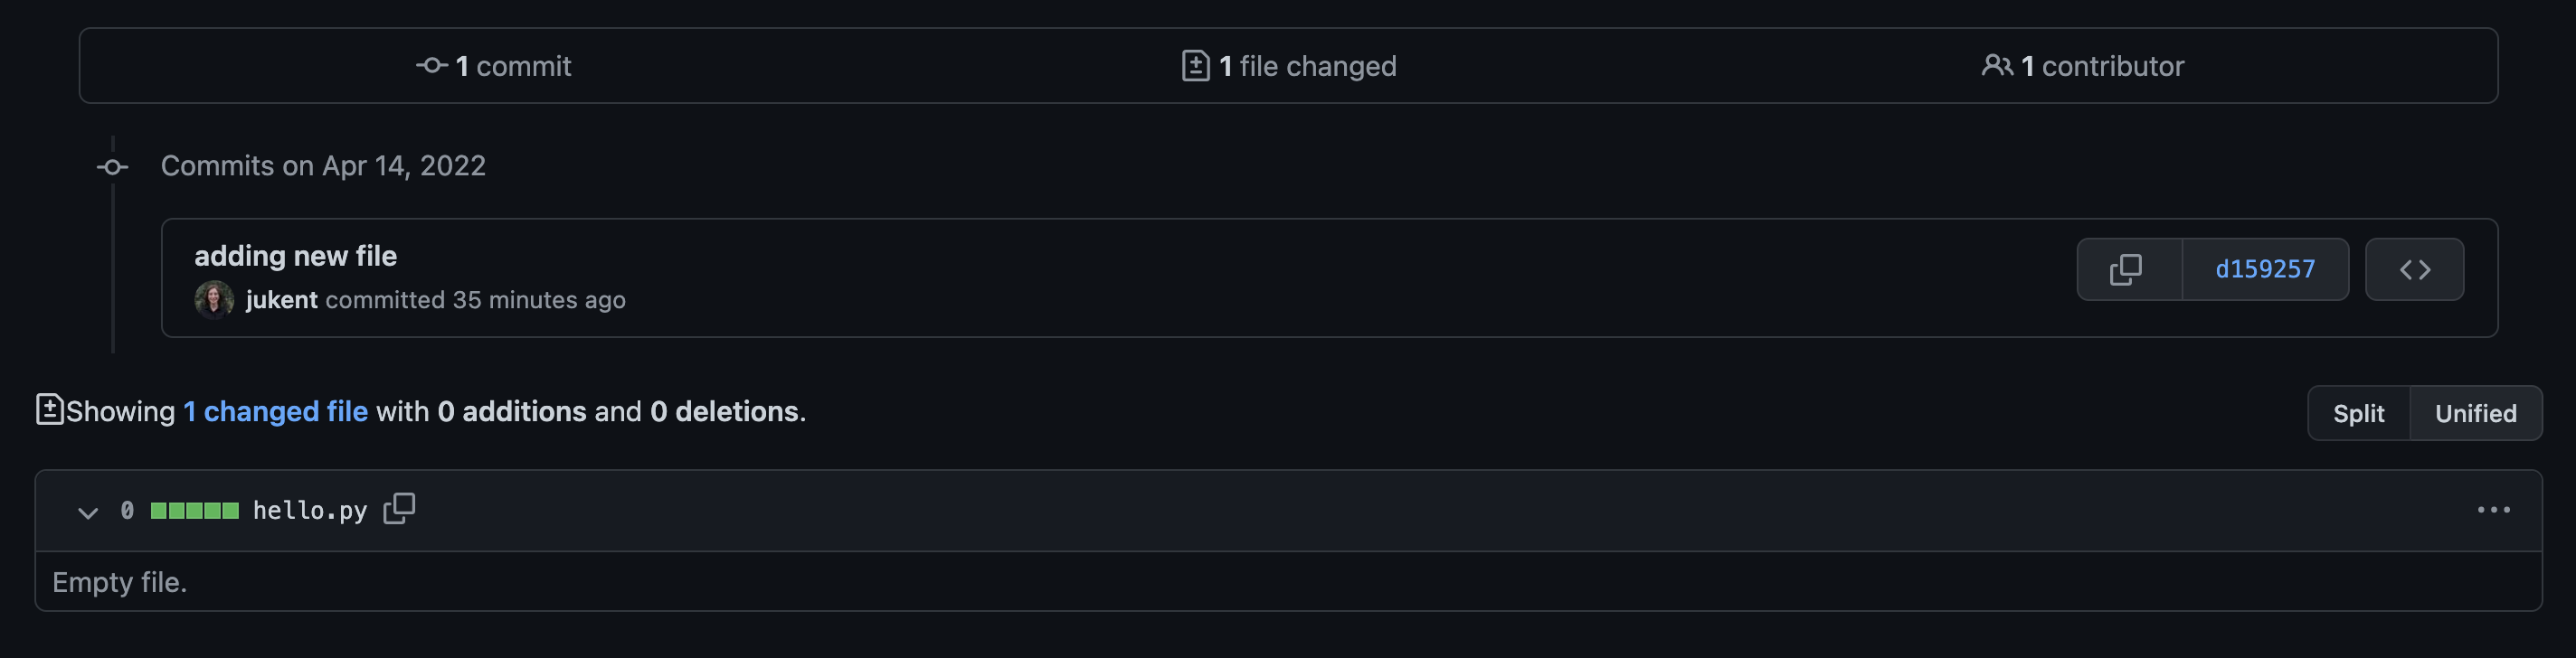 1 commit
1 file changed
1 contributor
Commits on Apr 14, 2022
adding new file
jukent committed 35 minutes ago
d159257
Showing 1 changed file with 0 additions and 0 deletions.
Split
Unified
0 hello.py
Empty file.